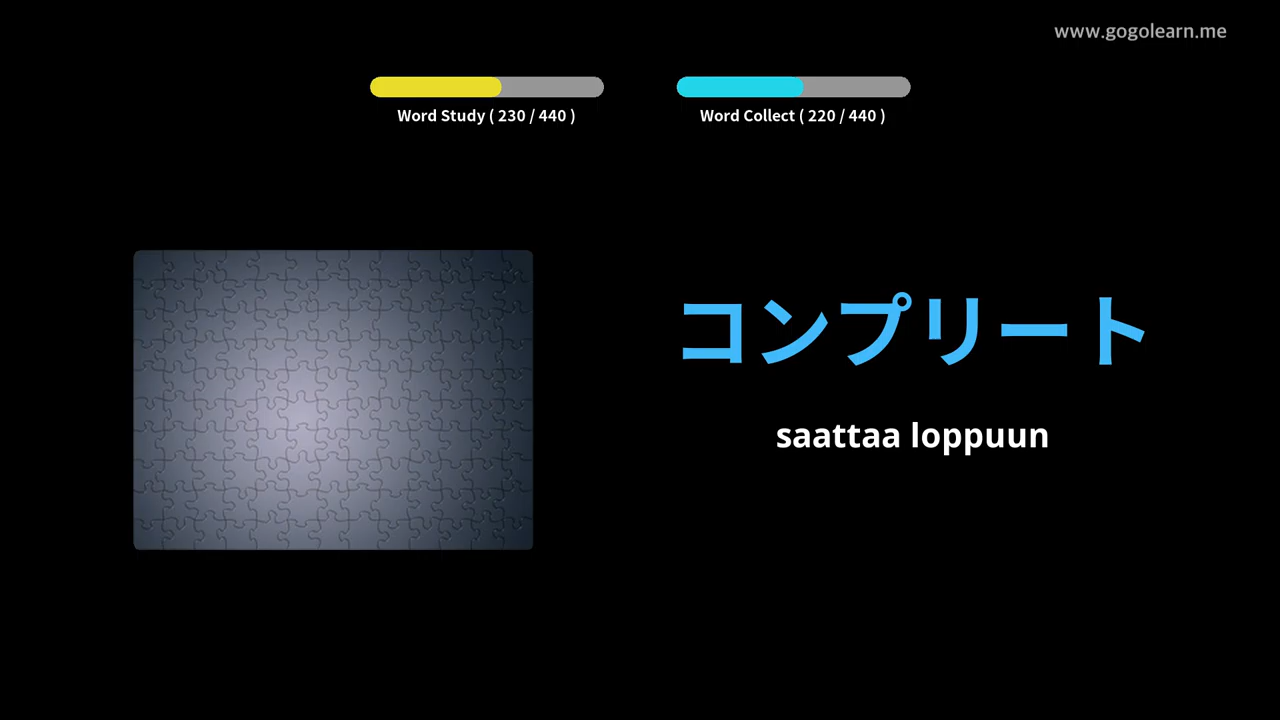 www.gogolearn.me
Word Study ( 230 / 440 )
Word Collect ( 220 / 440 )
コンプリート
saattaa loppuun